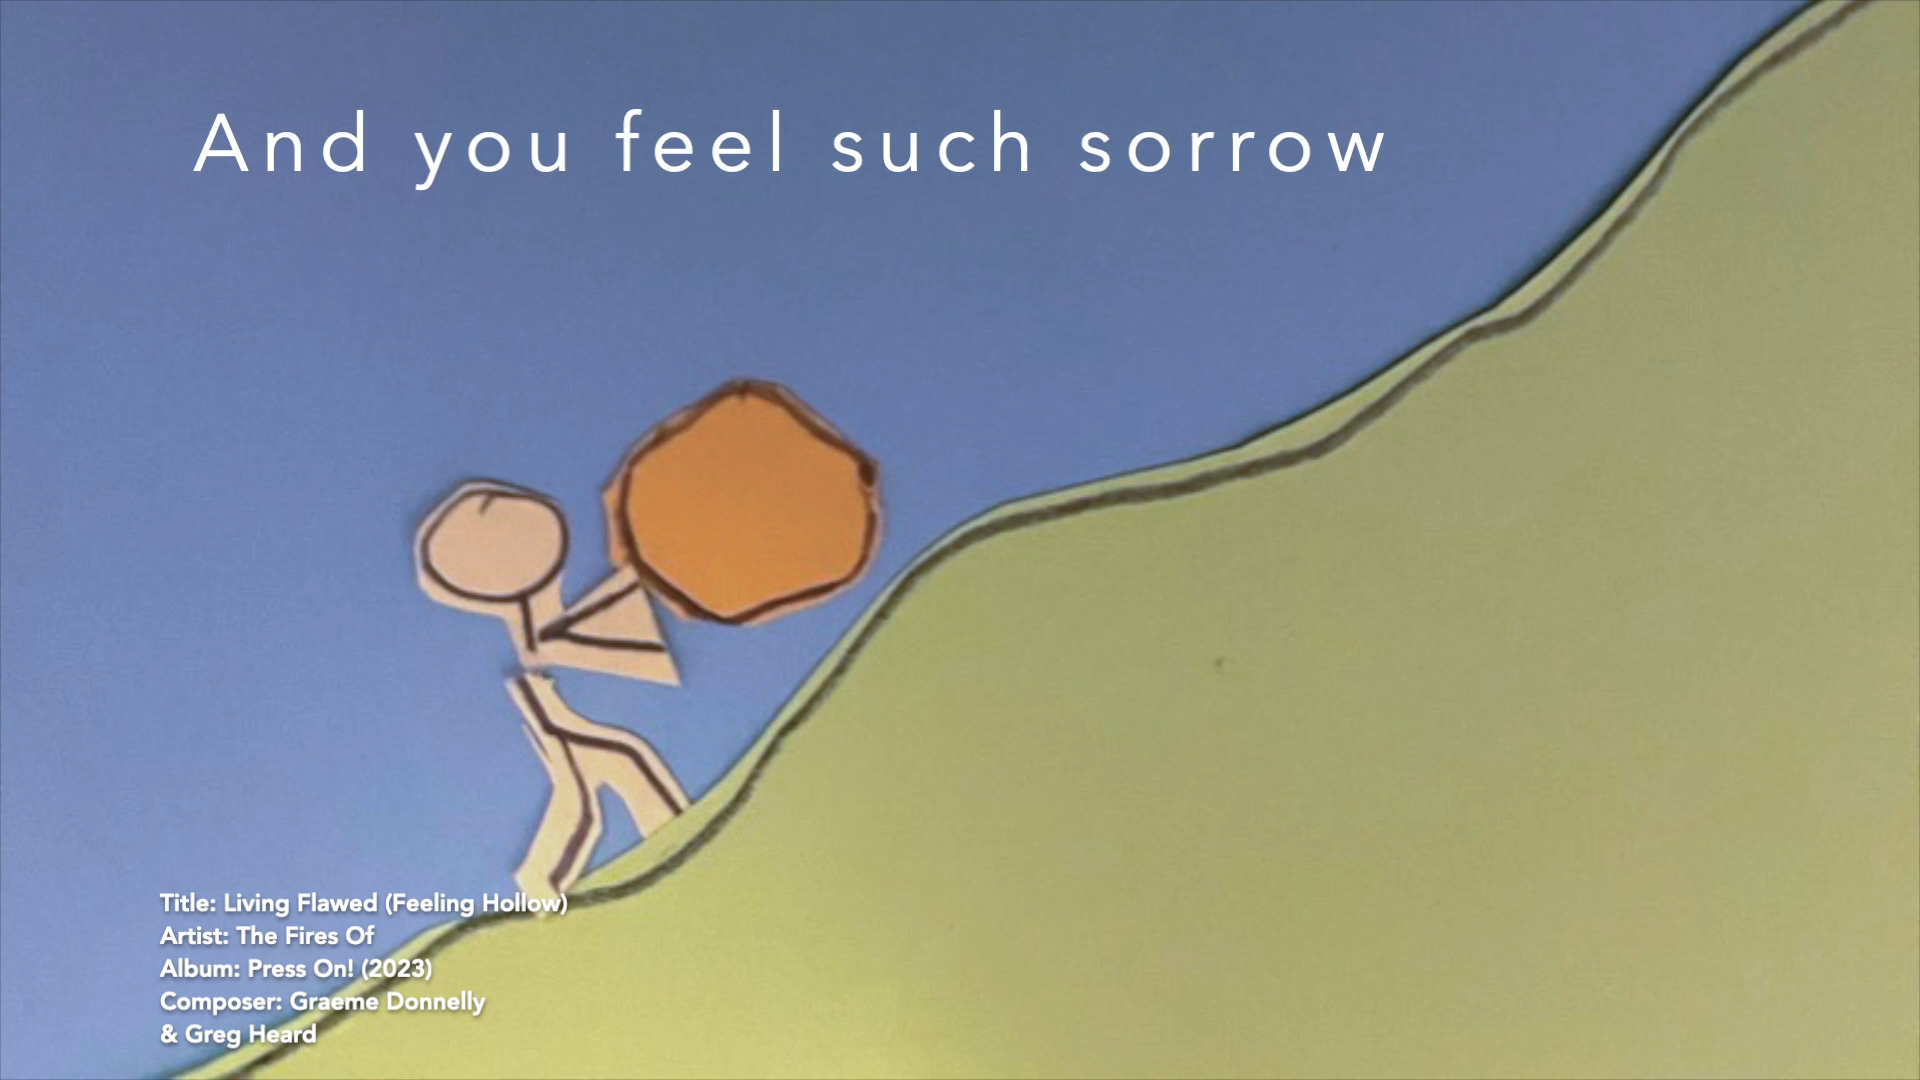 And you feel such sorrow
Title: Living Flawed (Feeling Hollow)
Artist: The Fires Of
Album: Press On! (2023)
Composer: Graeme Donnelly
& Greg Heard